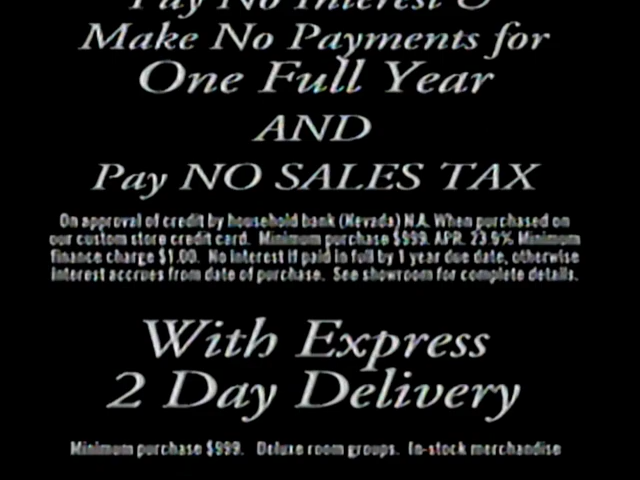 Pay No Interest &
Make No Payments for
One Full Year
AND
Pay NO SALES TAX
On approval of credit by household bank (Nevada) N.A. When purchased on
our custom store credit card. Minimum purchase $999. APR. 23.9% Minimum
finance charge $1.00. No interest if paid in full by 1 year due date, otherwise
interest accrues from date of purchase. See showroom for complete details.
With Express
2 Day Delivery
Minimum purchase $999. Deluxe room groups. In-stock merchandise